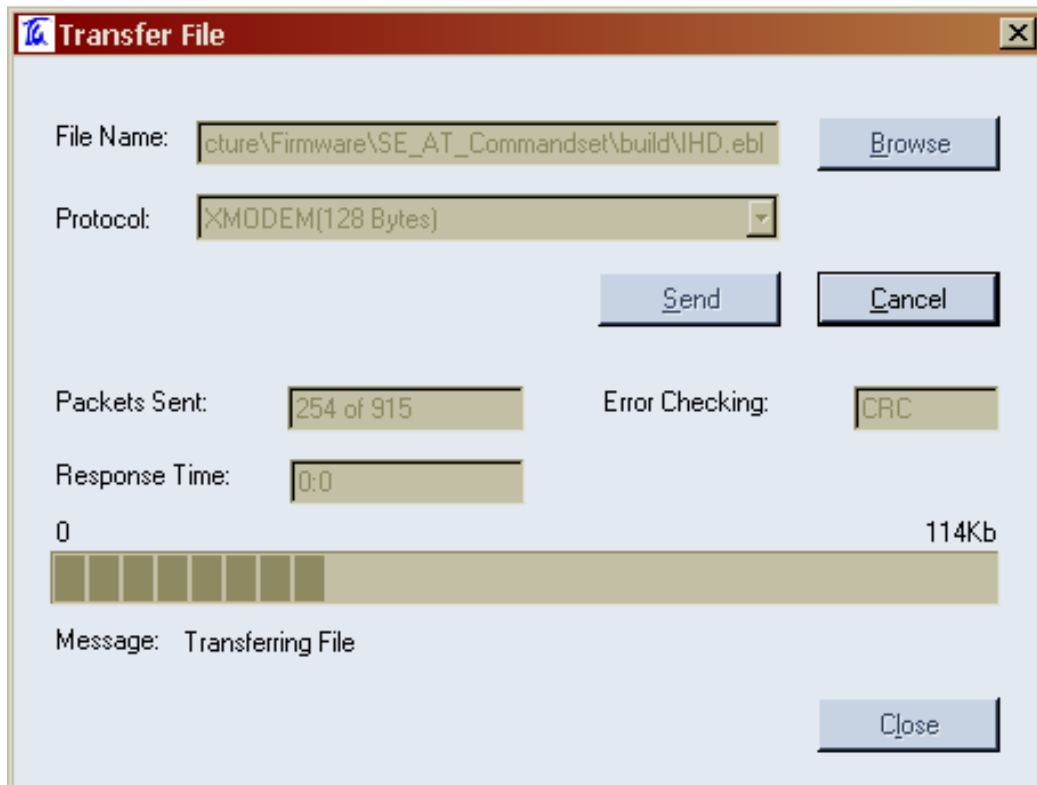 Transfer File
File Name: cture\Firmware\SE_AT_Commandset\build\IHD.ebl Browse
Protocol: XMODEM(128 Bytes)
Send Cancel
Packets Sent: 254 of 915 Error Checking: CRC
Response Time: 0:0
0 114Kb
Message: Transferring File
Close